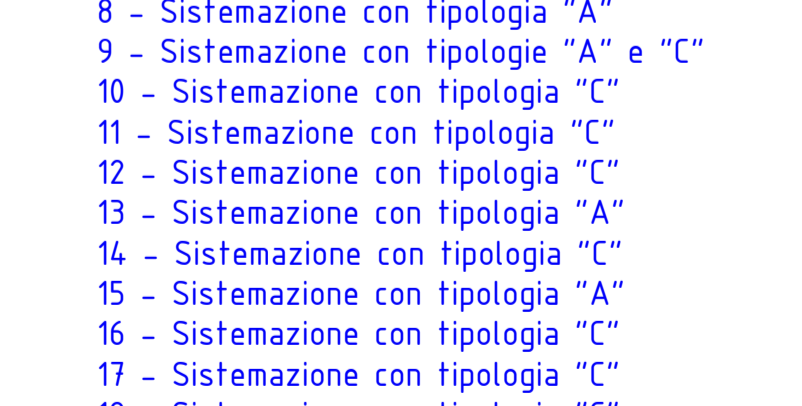 8 - Sistemazione con tipologia "A"
9 - Sistemazione con tipologie "A" e "C"
10 - Sistemazione con tipologia "C"
11 - Sistemazione con tipologia "C"
12 - Sistemazione con tipologia "C"
13 - Sistemazione con tipologia "A"
14 - Sistemazione con tipologia "C"
15 - Sistemazione con tipologia "A"
16 - Sistemazione con tipologia "C"
17 - Sistemazione con tipologia "C"